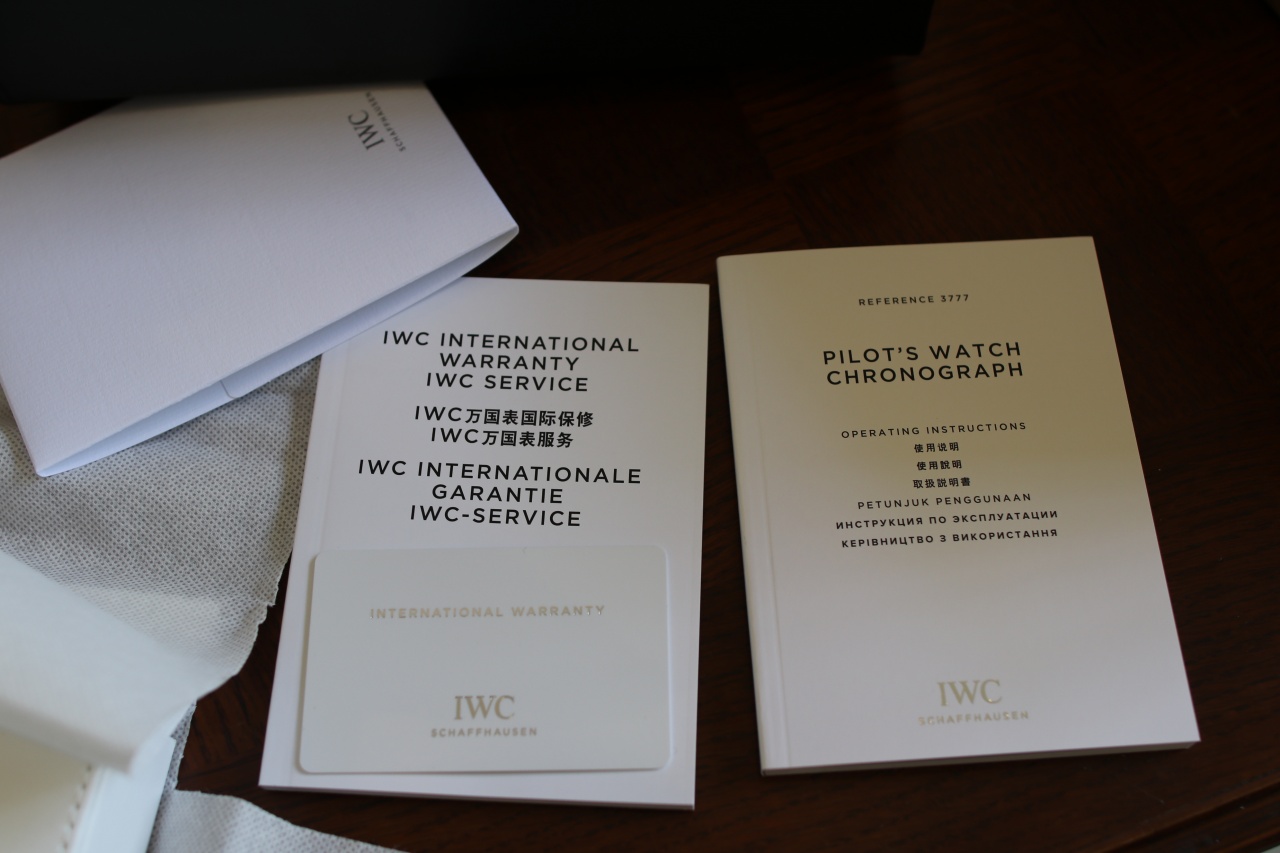 IWC
SCHAFFHAUSEN
IWC INTERNATIONAL
WARRANTY
IWC SERVICE
IWC万国表国际保修
IWC万国表服务
IWC INTERNATIONALE
GARANTIE
IWC-SERVICE
INTERNATIONAL WARRANTY
IWC
SCHAFFHAUSEN
REFERENCE 3777
PILOT'S WATCH
CHRONOGRAPH
OPERATING INSTRUCTIONS
使用说明
使用說明
取扱説明書
PETUNJUK PENGGUNAAN
ИНСТРУКЦИЯ ПО ЭКСПЛУАТАЦИИ
КЕРІВНИЦТВО З ВИКОРИСТАННЯ
IWC
SCHAFFHAUSEN